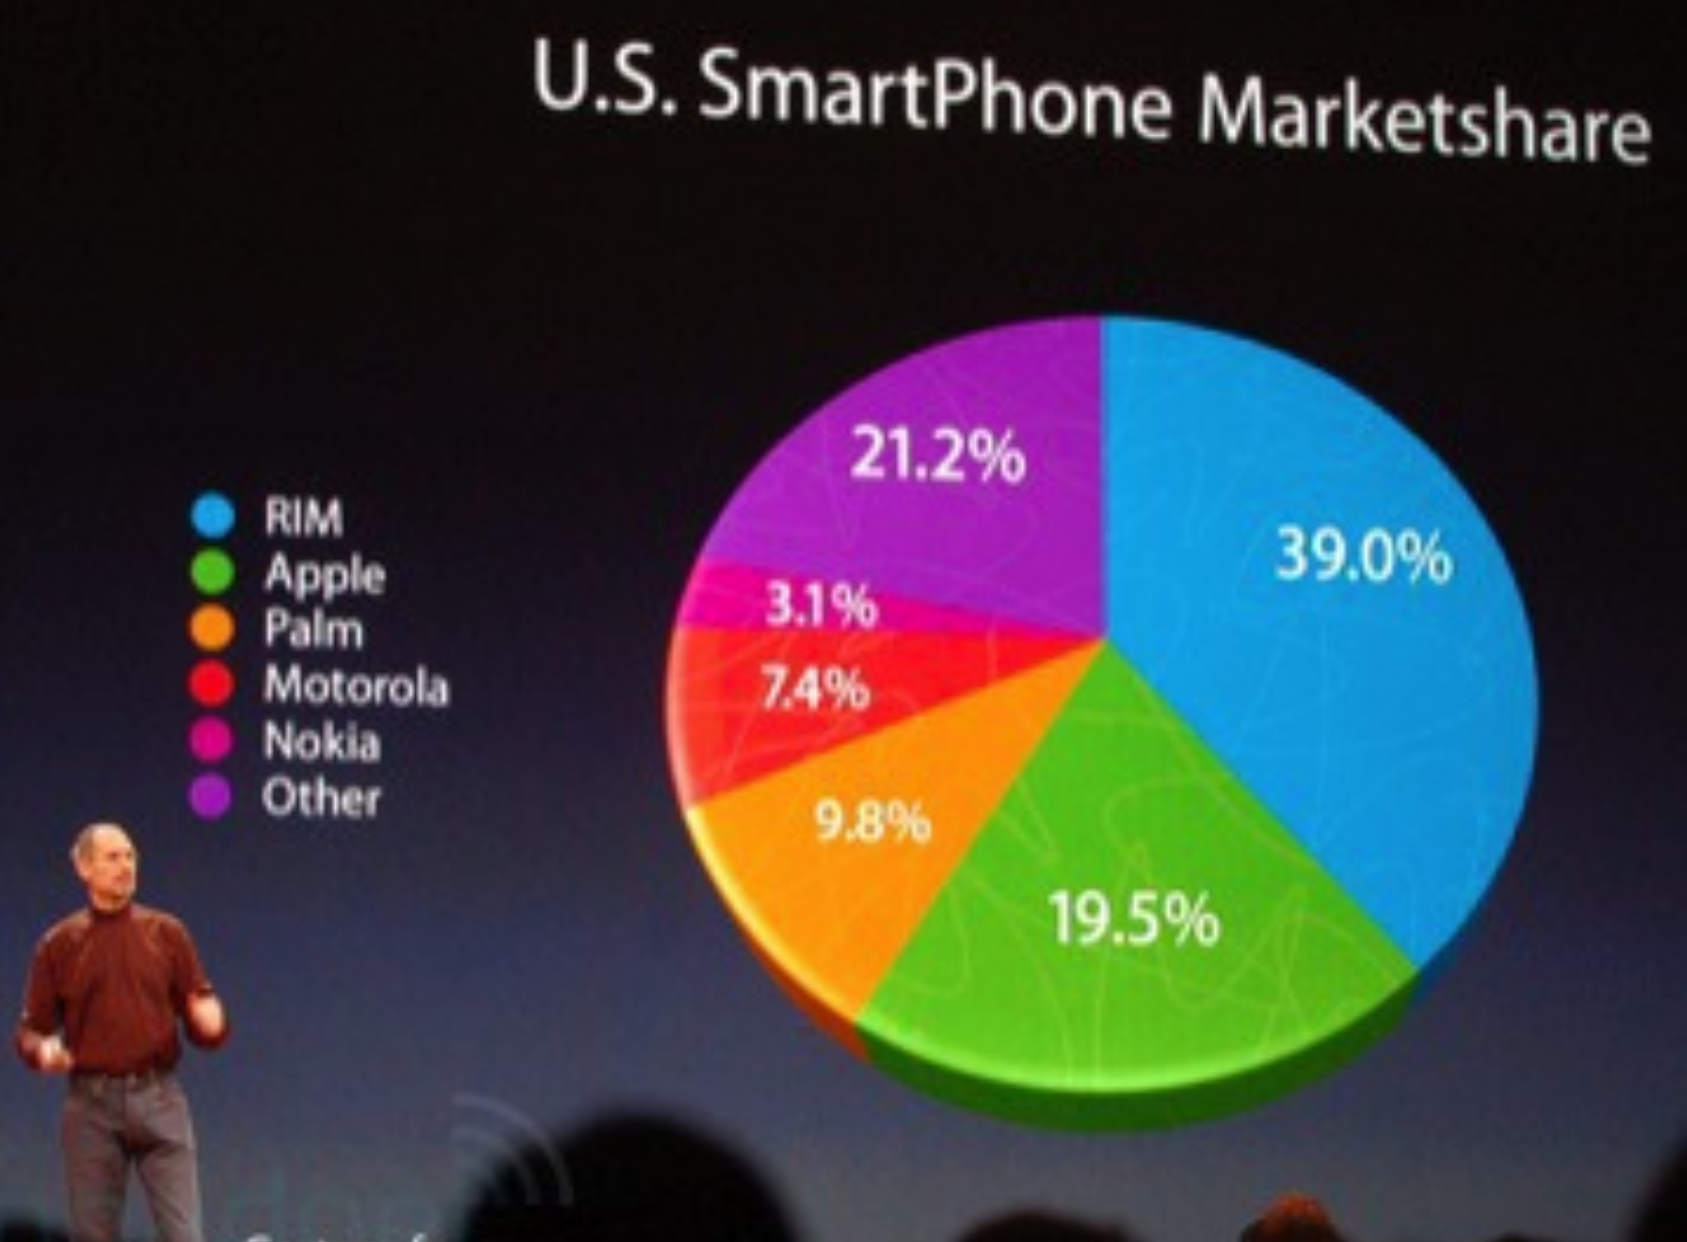 U.S. SmartPhone Marketshare
21.2%
39.0%
RIM
Apple
Palm
Motorola
Nokia
Other
3.1%
7.4%
9.8%
19.5%